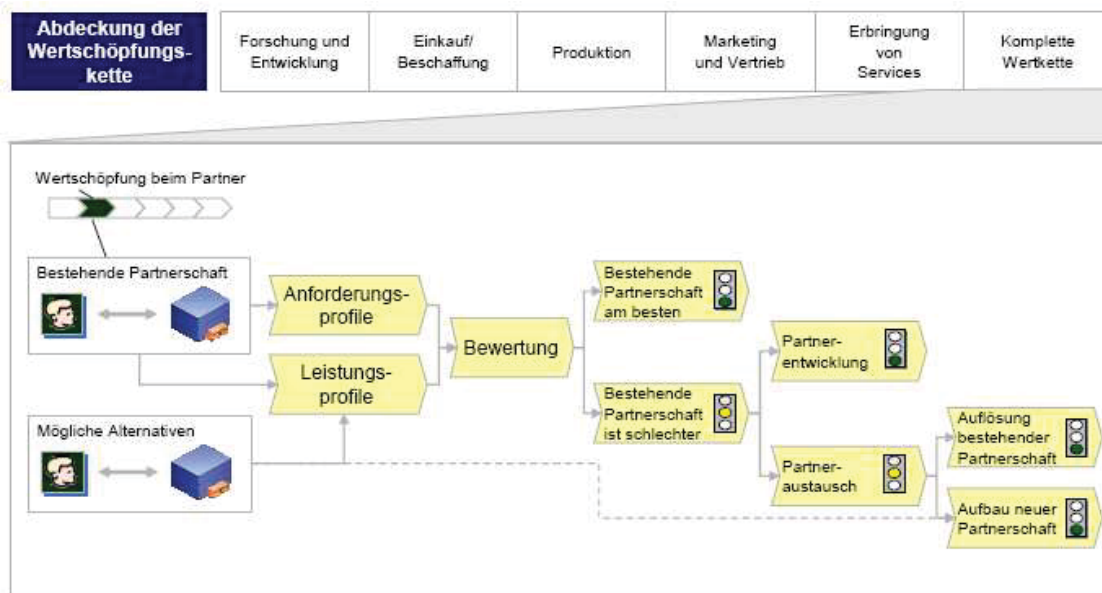 Abdeckung der
Wertschöpfungs-
kette
Forschung und
Entwicklung
Einkauf/
Beschaffung
Produktion
Marketing
und Vertrieb
Erbringung
von
Services
Komplette
Wertkette
Wertschöpfung beim Partner
Bestehende Partnerschaft
Anforderungs-
profile
Leistungs-
profile
Mögliche Alternativen
Bewertung
Bestehende
Partnerschaft
am besten
Bestehende
Partnerschaft
ist schlechter
Partner-
entwicklung
Partner-
austausch
Auflösung
bestehender
Partnerschaft
Aufbau neuer
Partnerschaft